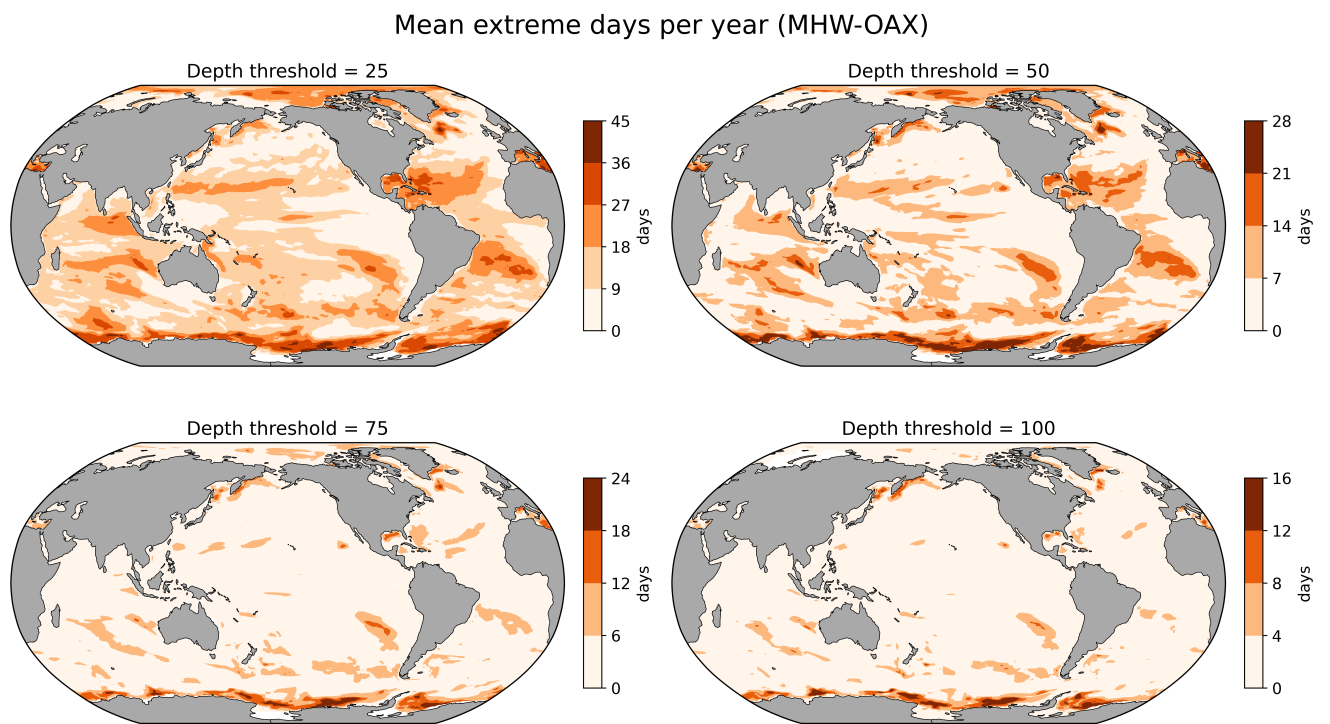 Mean extreme days per year (MHW-OAX)
Depth threshold = 25
45
36
27
18
9
0
days
Depth threshold = 50
28
21
14
7
0
days
Depth threshold = 75
24
18
12
6
0
days
Depth threshold = 100
16
12
8
4
0
days